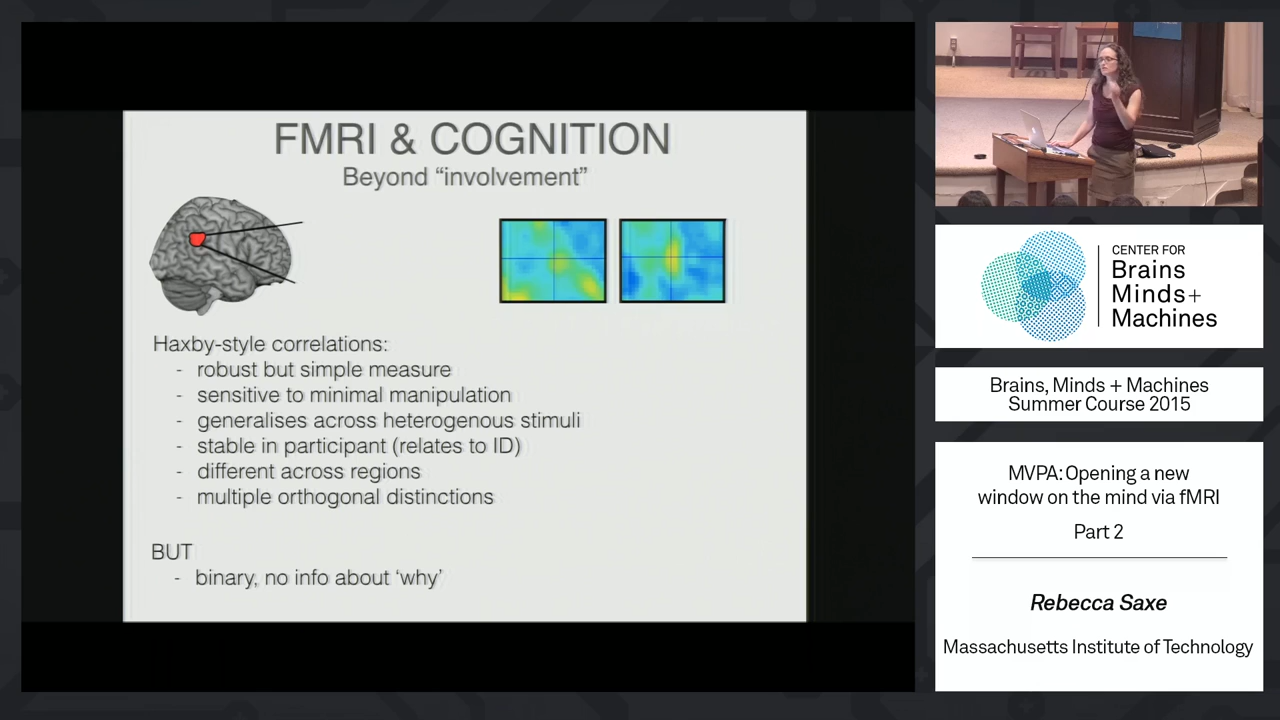 FMRI & COGNITION
Beyond “involvement”
Haxby-style correlations:
- robust but simple measure
- sensitive to minimal manipulation
- generalises across heterogenous stimuli
- stable in participant (relates to ID)
- different across regions
- multiple orthogonal distinctions
BUT
- binary, no info about ‘why’
CENTER FOR
Brains
Minds+
Machines
Brains, Minds + Machines
Summer Course 2015
MVPA: Opening a new
window on the mind via fMRI
Part 2
Rebecca Saxe
Massachusetts Institute of Technology